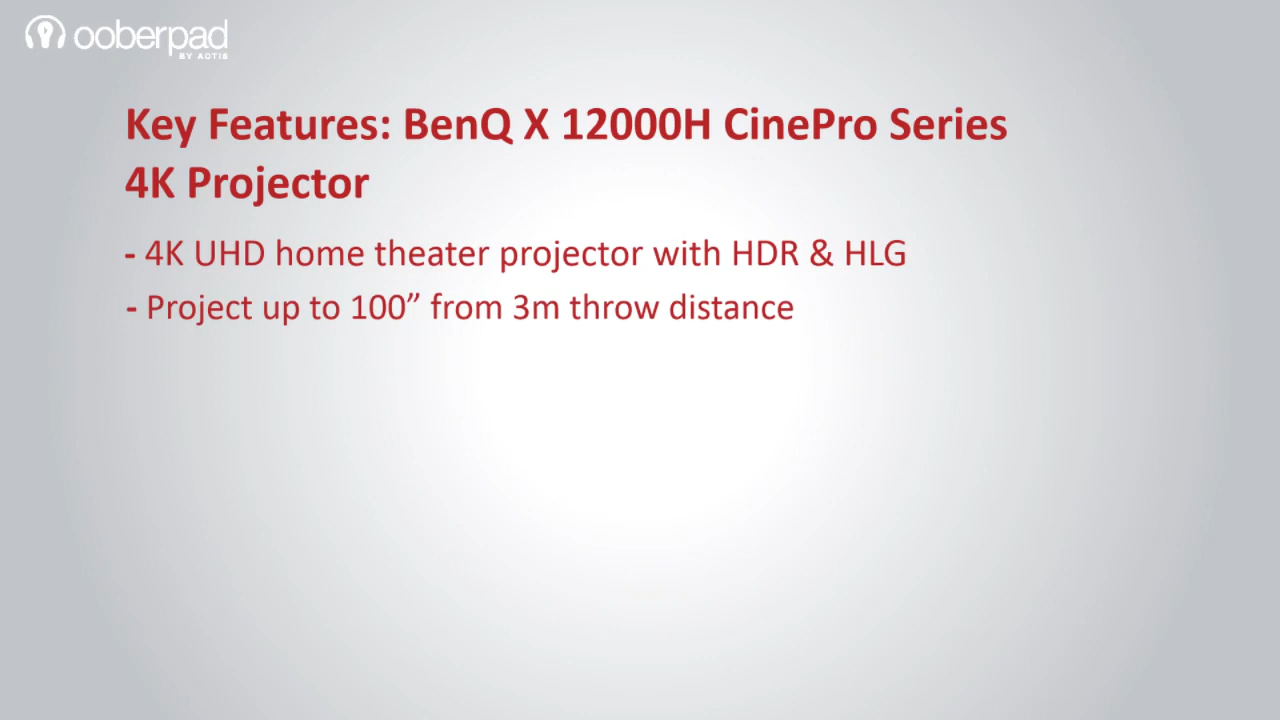 ooberpad
BY AOTIS
Key Features: BenQ X 12000H CinePro Series
4K Projector
- 4K UHD home theater projector with HDR & HLG
- Project up to 100” from 3m throw distance